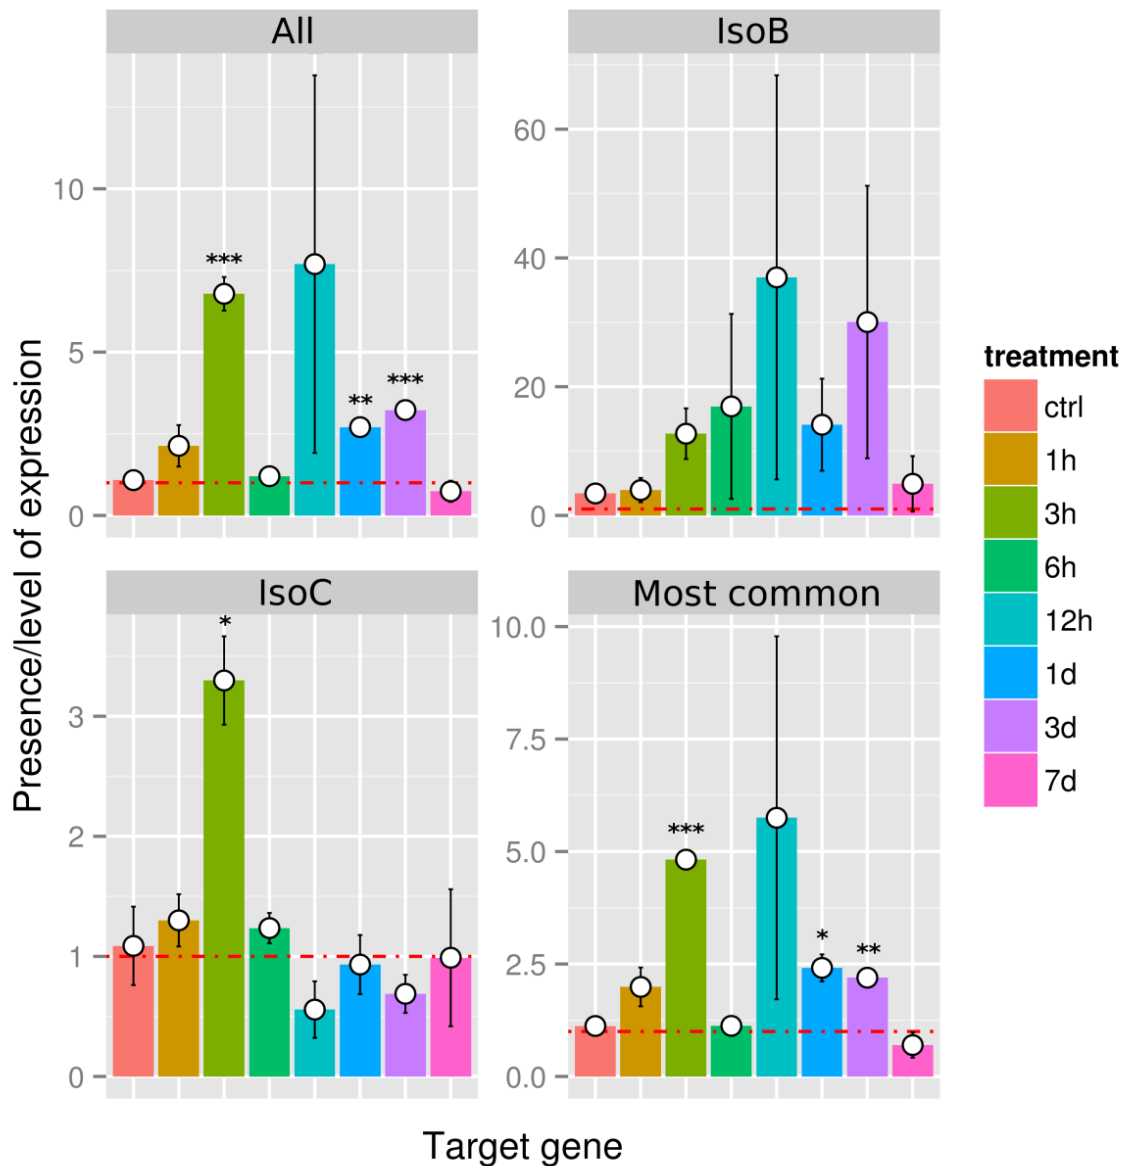 All
IsoB
10
5
0
***
**
***
60
40
20
0
Presence/level of expression
treatment
ctrl
1h
3h
6h
12h
1d
3d
7d
IsoC
Most common
3
2
1
0
*
10.0
7.5
5.0
2.5
0.0
***
*
**
Target gene